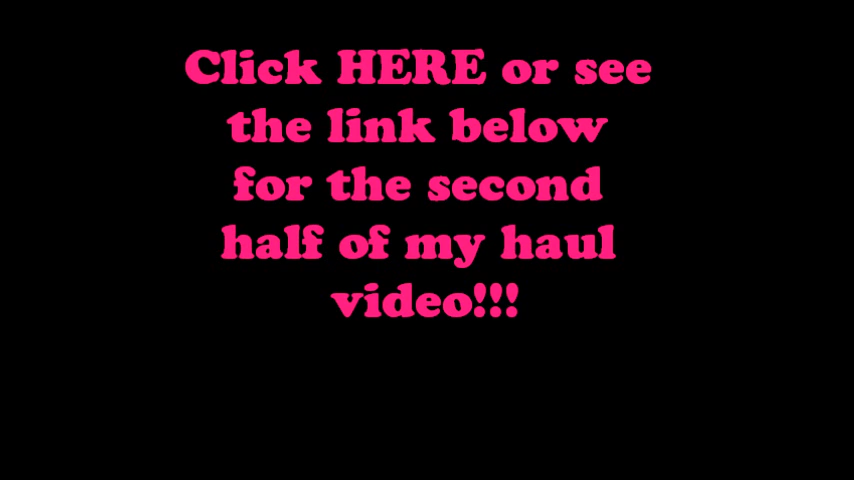 Click HERE or see
the link below
for the second
half of my haul
video!!!